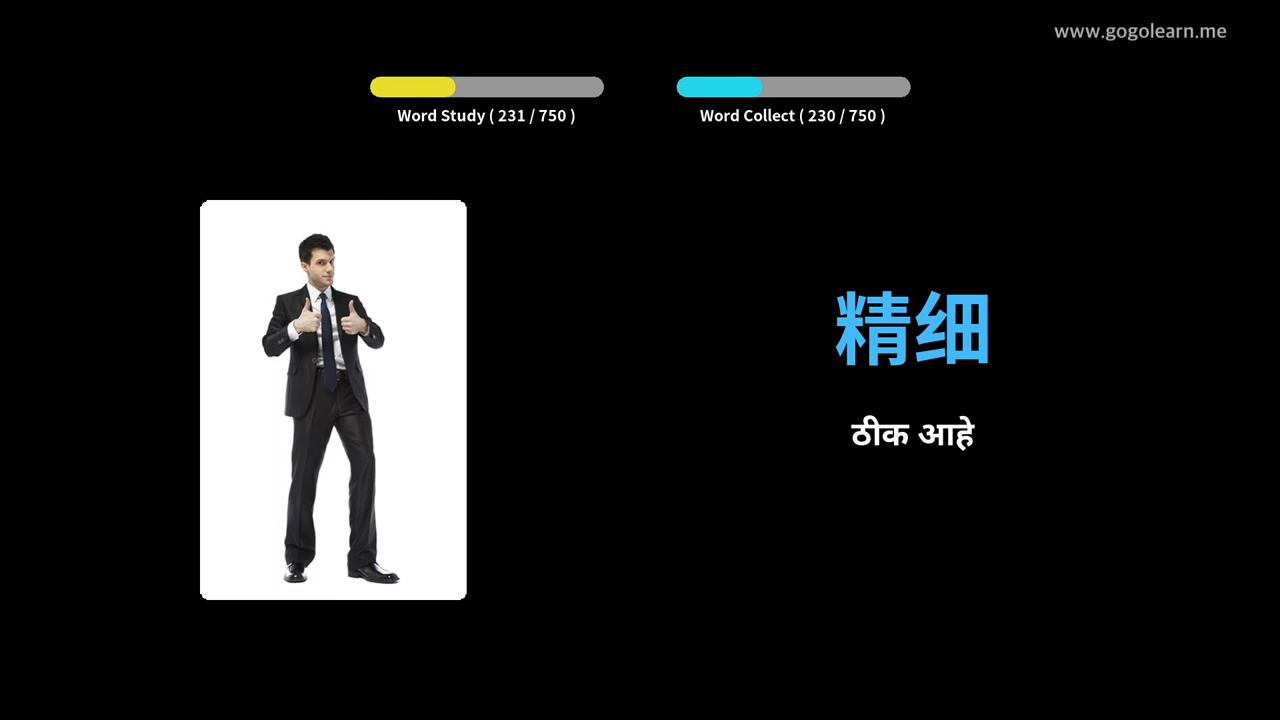 www.gogolearn.me
Word Study ( 231 / 750 )
Word Collect ( 230 / 750 )
精细
ठीक आहे